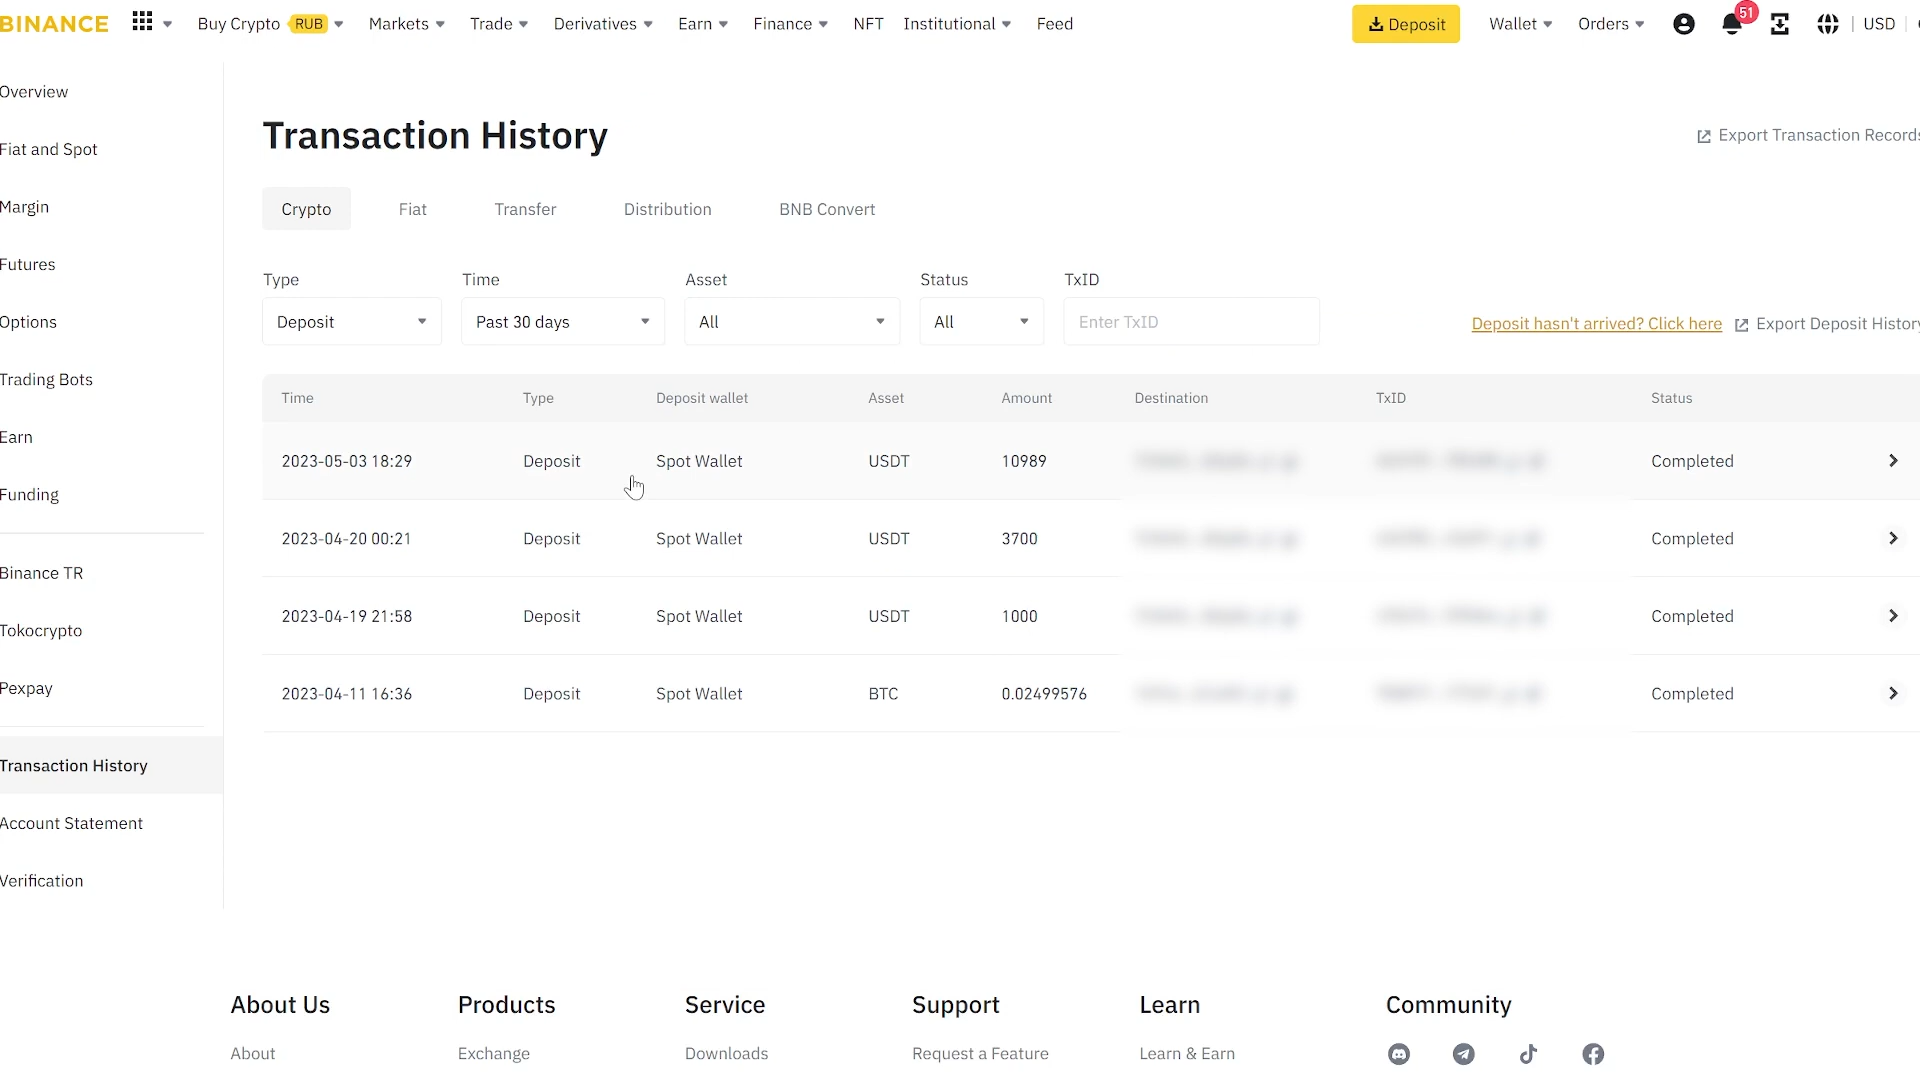 BINANCE Buy Crypto RUB Markets Trade Derivatives Earn Finance NFT Institutional Feed Deposit Wallet Orders 51 USD
Overview
Fiat and Spot
Margin
Futures
Options
Trading Bots
Earn
Funding
Binance TR
Tokocrypto
Pexpay
Transaction History
Account Statement
Verification
Transaction History
Export Transaction Records
Crypto Fiat Transfer Distribution BNB Convert
Type Time Asset Status TxID
Deposit Past 30 days All All Enter TxID
Deposit hasn't arrived? Click here Export Deposit History
Time Type Deposit wallet Asset Amount Destination TxID Status
2023-05-03 18:29 Deposit Spot Wallet USDT 10989 Completed
2023-04-20 00:21 Deposit Spot Wallet USDT 3700 Completed
2023-04-19 21:58 Deposit Spot Wallet USDT 1000 Completed
2023-04-11 16:36 Deposit Spot Wallet BTC 0.02499576 Completed
About Us Products Service Support Learn Community
About Exchange Downloads Request a Feature Learn & Earn